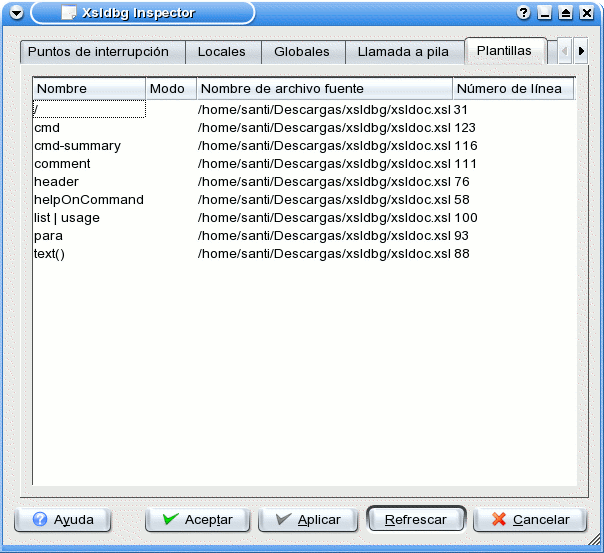 Xsldbg Inspector
Puntos de interrupción Locales Globales Llamada a pila Plantillas
Nombre Modo Nombre de archivo fuente Número de línea
/ /home/santi/Descargas/xsldbg/xsldoc.xsl 31
cmd /home/santi/Descargas/xsldbg/xsldoc.xsl 123
cmd-summary /home/santi/Descargas/xsldbg/xsldoc.xsl 116
comment /home/santi/Descargas/xsldbg/xsldoc.xsl 111
header /home/santi/Descargas/xsldbg/xsldoc.xsl 76
helpOnCommand /home/santi/Descargas/xsldbg/xsldoc.xsl 58
list | usage /home/santi/Descargas/xsldbg/xsldoc.xsl 100
para /home/santi/Descargas/xsldbg/xsldoc.xsl 93
text() /home/santi/Descargas/xsldbg/xsldoc.xsl 88
Ayuda Aceptar Aplicar Refrescar Cancelar